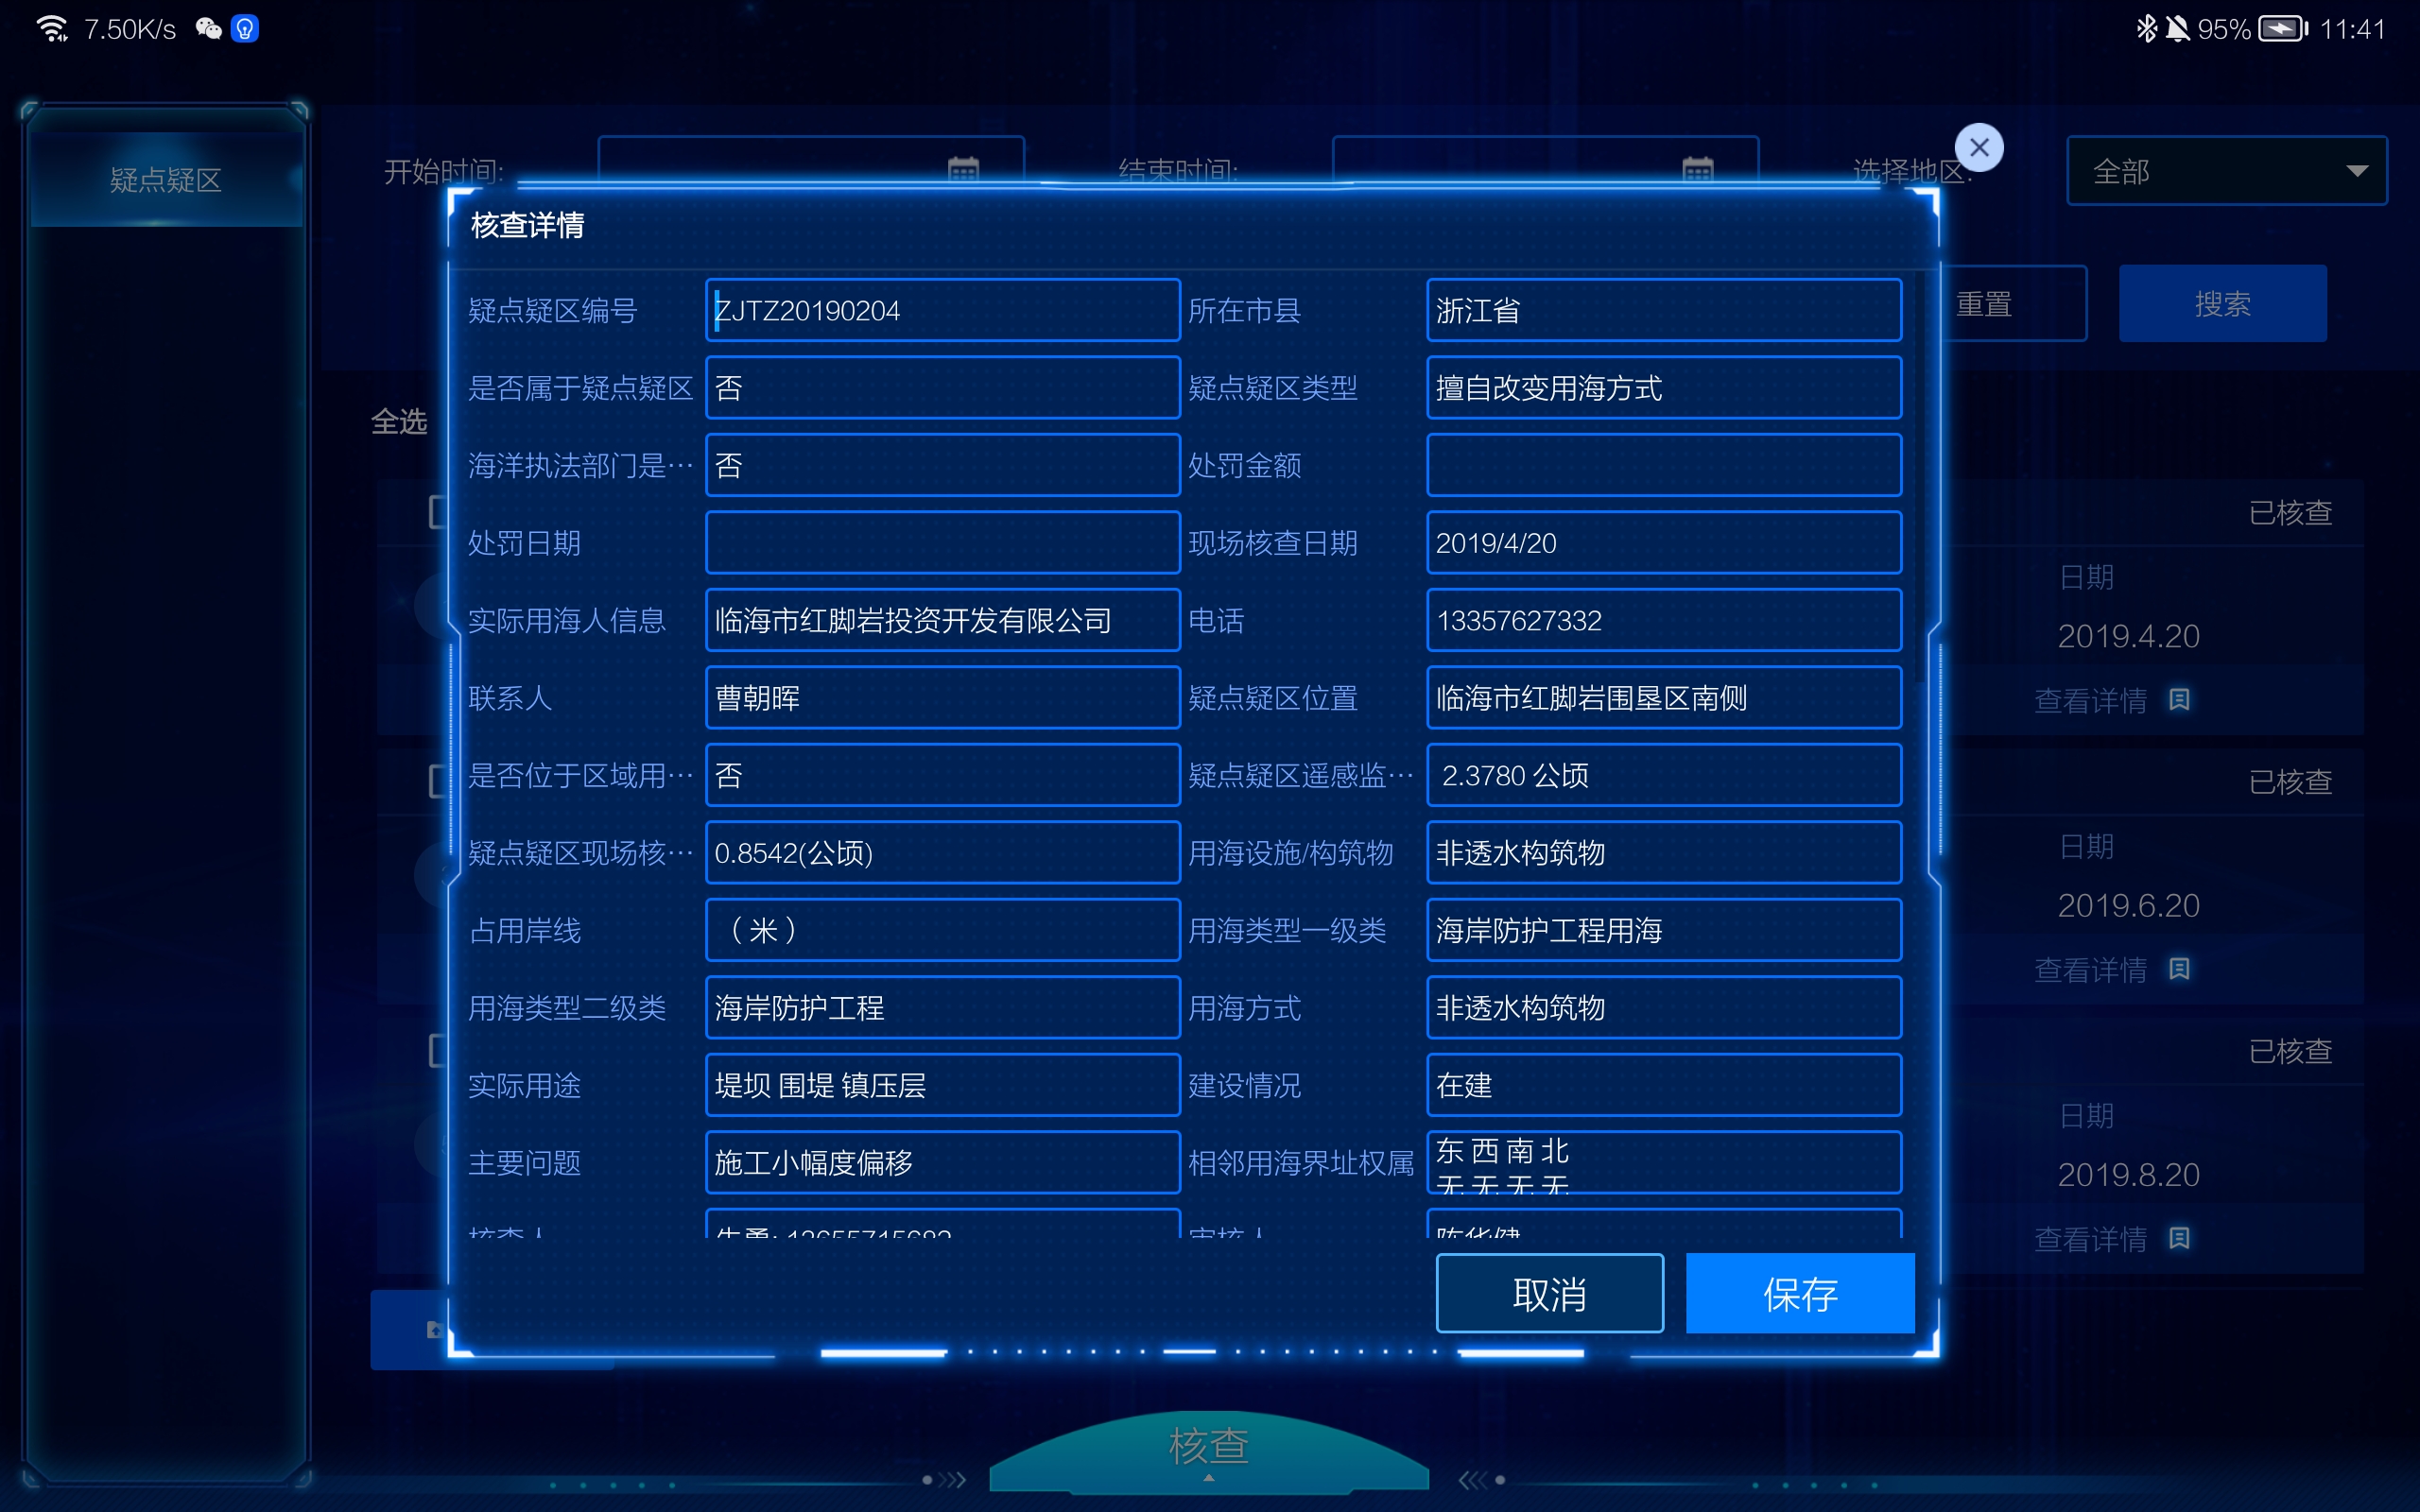 7.50K/s
95% 11:41
疑点疑区
开始时间:
结束时间:
选择地区:
全部
重置
搜索
全选
核查详情
疑点疑区编号 ZJTZ20190204 所在市县 浙江省
是否属于疑点疑区 否 疑点疑区类型 擅自改变用海方式
海洋执法部门是… 否 处罚金额
处罚日期 现场核查日期 2019/4/20
实际用海人信息 临海市红脚岩投资开发有限公司 电话 13357627332
联系人 曹朝晖 疑点疑区位置 临海市红脚岩围垦区南侧
是否位于区域用… 否 疑点疑区遥感监… 2.3780 公顷
疑点疑区现场核… 0.8542(公顷) 用海设施/构筑物 非透水构筑物
占用岸线 （ 米 ） 用海类型一级类 海岸防护工程用海
用海类型二级类 海岸防护工程 用海方式 非透水构筑物
实际用途 堤坝 围堤 镇压层 建设情况 在建
主要问题 施工小幅度偏移 相邻用海界址权属 东 西 南 北
无 无 无 无
核查人 审核人
取消
保存
已核查
日期
2019.4.20
查看详情
已核查
日期
2019.6.20
查看详情
已核查
日期
2019.8.20
查看详情
核查